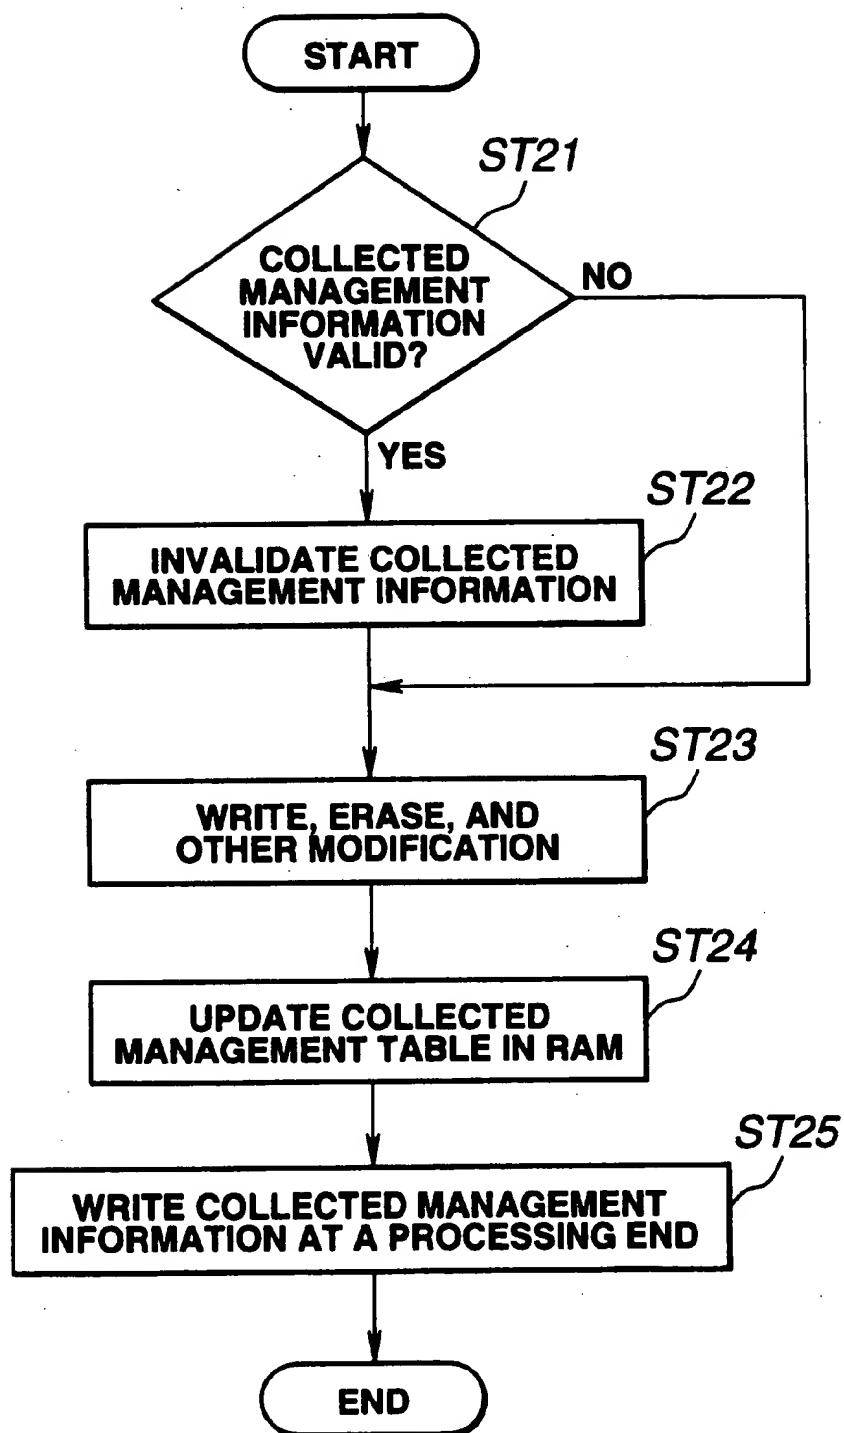 START
ST21
COLLECTED
MANAGEMENT
INFORMATION
VALID?
NO
YES
ST22
INVALIDATE COLLECTED
MANAGEMENT INFORMATION
ST23
WRITE, ERASE, AND
OTHER MODIFICATION
ST24
UPDATE COLLECTED
MANAGEMENT TABLE IN RAM
ST25
WRITE COLLECTED MANAGEMENT
INFORMATION AT A PROCESSING END
END